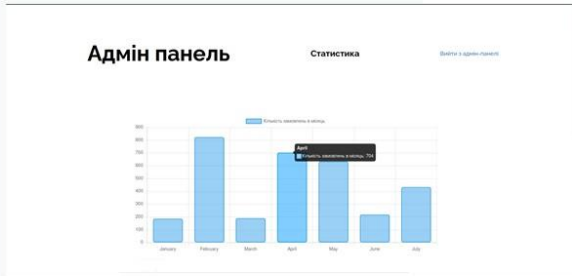 Адмін панель
Статистика
Вийти з адмін-панелі
Кількість замовлень в місяць
900
800
700
600
500
400
300
200
100
0
April
Кількість замовлень в місяць: 704
January
February
March
April
May
June
July